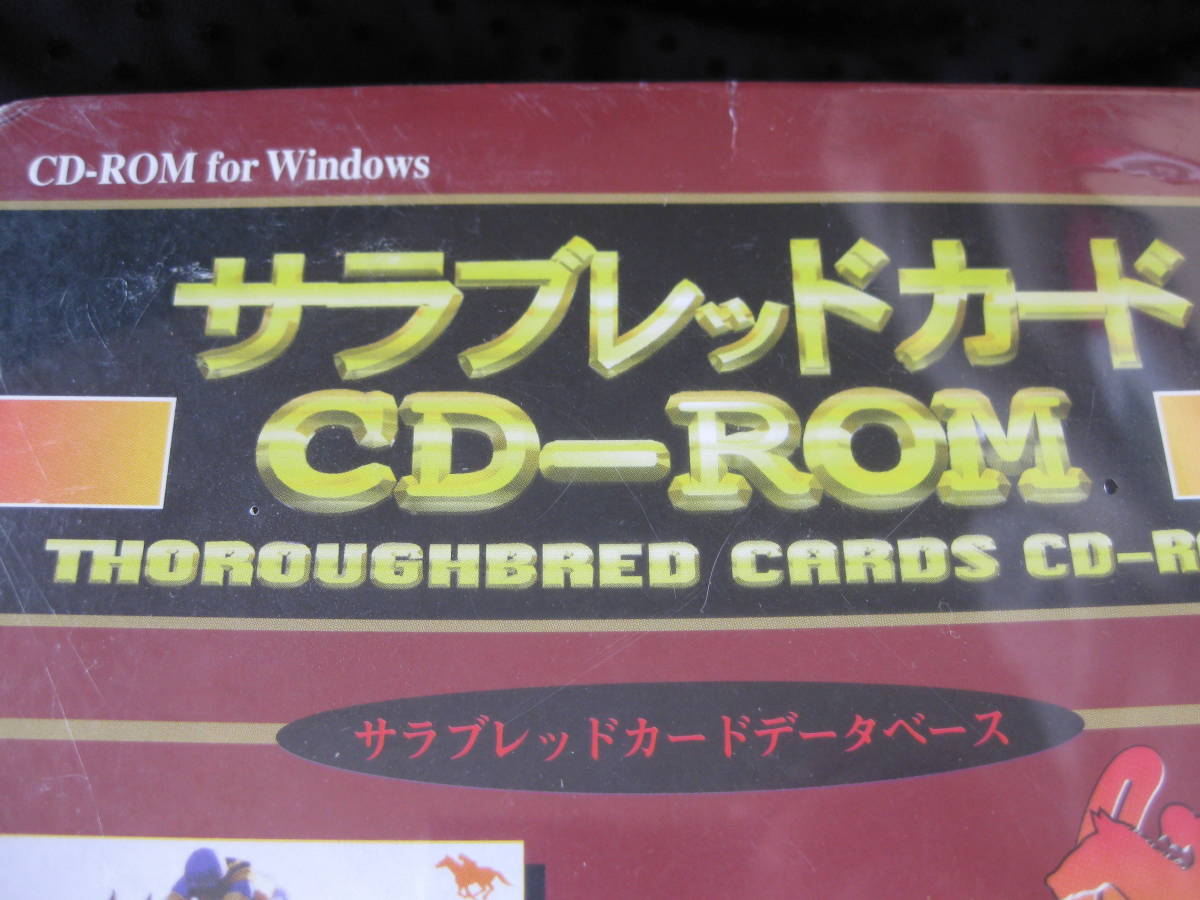 CD-ROM for Windows
サラブレッドカード
CD-ROM
THOROUGHBRED CARDS
サラブレッドカードデータベース